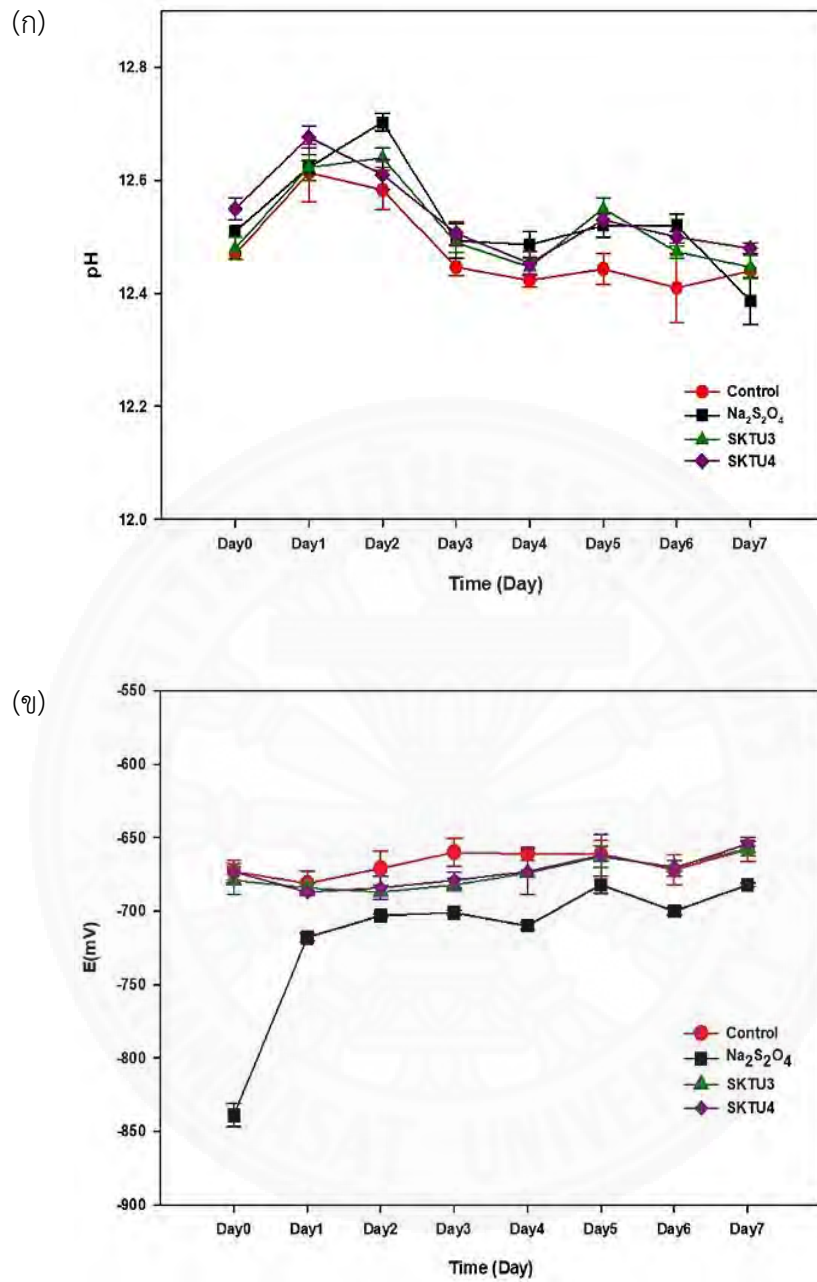 (ก)
12.8
12.6
12.4
12.2
12.0
pH
Control
Na₂S₂O₄
SKTU3
SKTU4
Day0 Day1 Day2 Day3 Day4 Day5 Day6 Day7
Time (Day)
(ข)
-550
-600
-650
-700
-750
-800
-850
-900
E(mV)
Control
Na₂S₂O₄
SKTU3
SKTU4
Day0 Day1 Day2 Day3 Day4 Day5 Day6 Day7
Time (Day)
THAMMASAT UNIVERSITY